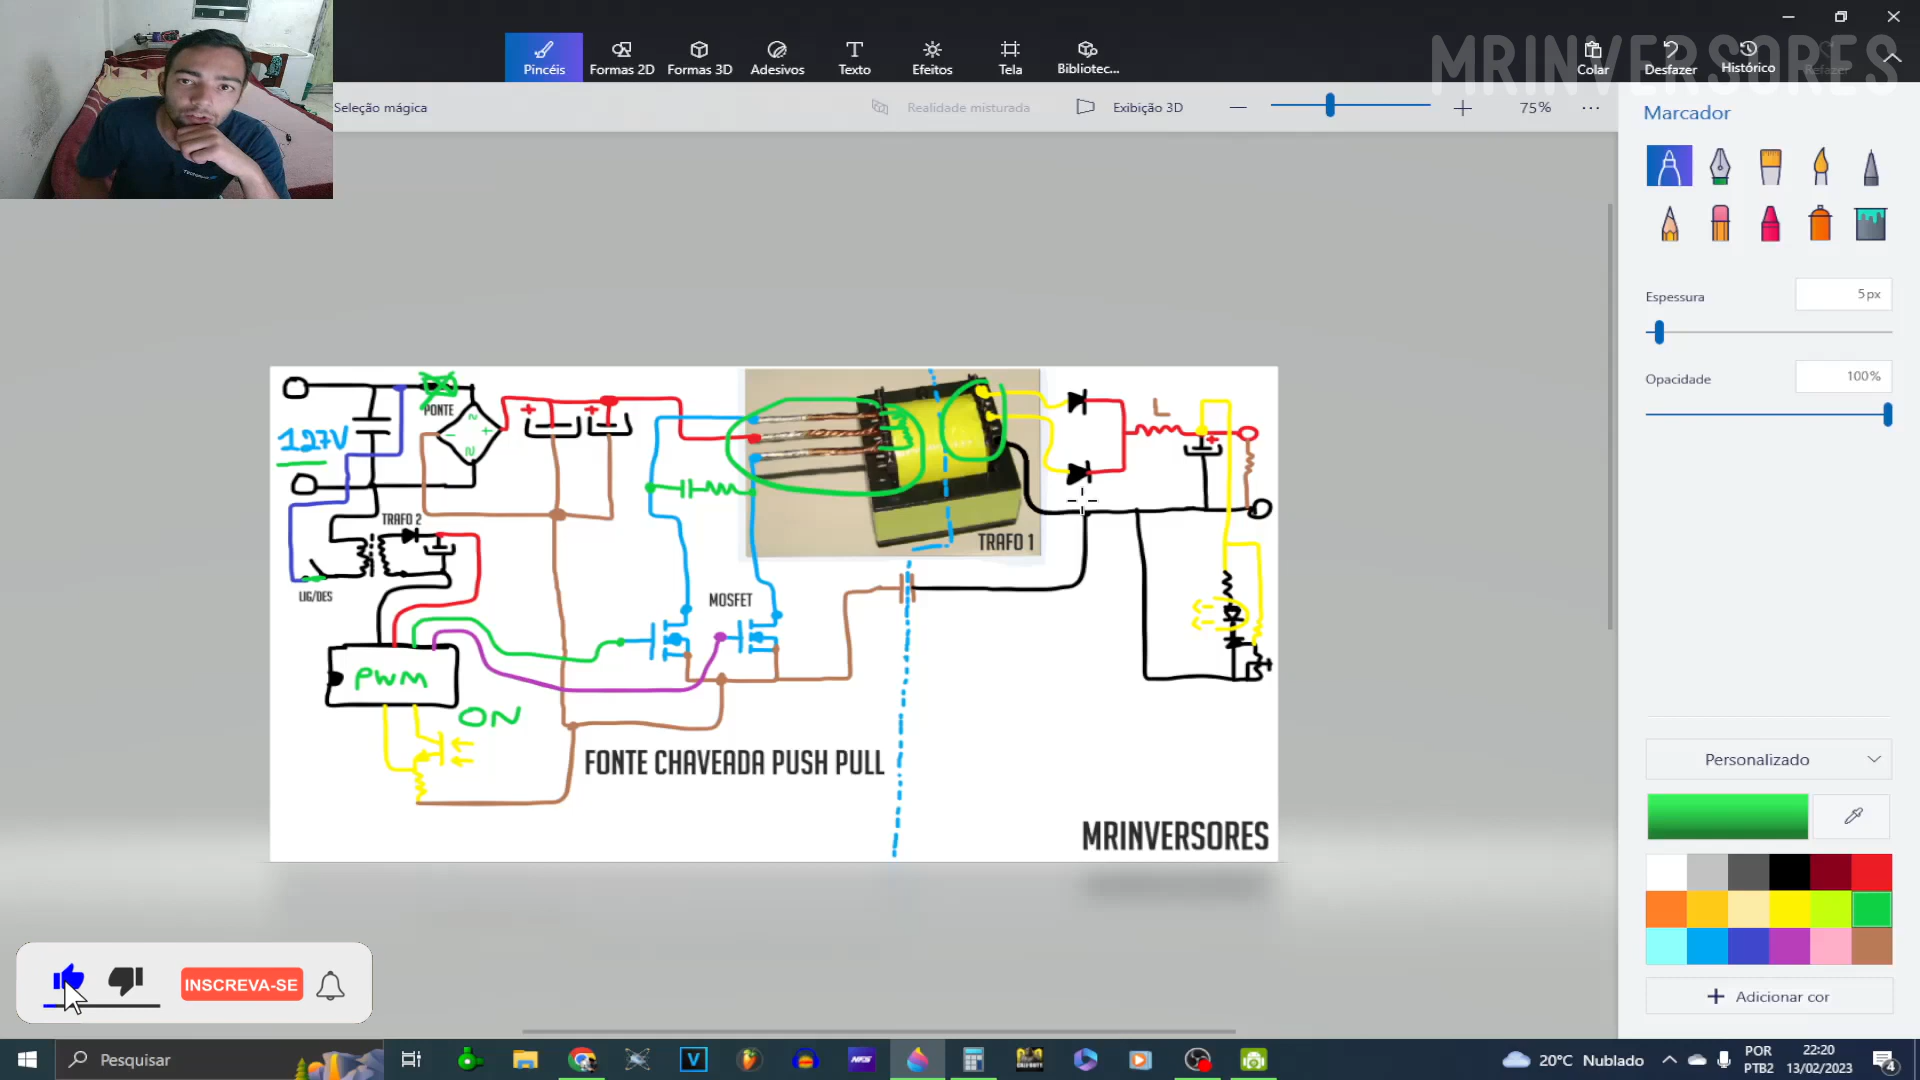 MRINVERSORES
Pincéis
Formas 2D
Formas 3D
Adesivos
Texto
Efeitos
Tela
Bibliotec...
Colar
Desfazer
Histórico
Refazer
Seleção mágica
Realidade misturada
Exibição 3D
75%
Marcador
Espessura
5px
Opacidade
100%
PONTE
127V
TRAFO 2
LIG/DES
PWM
ON
MOSFET
TRAFO 1
L
FONTE CHAVEADA PUSH PULL
MRINVERSORES
Personalizado
Adicionar cor
INSCREVA-SE
Pesquisar
20°C Nublado
POR
PTB2
22:20
13/02/2023
4